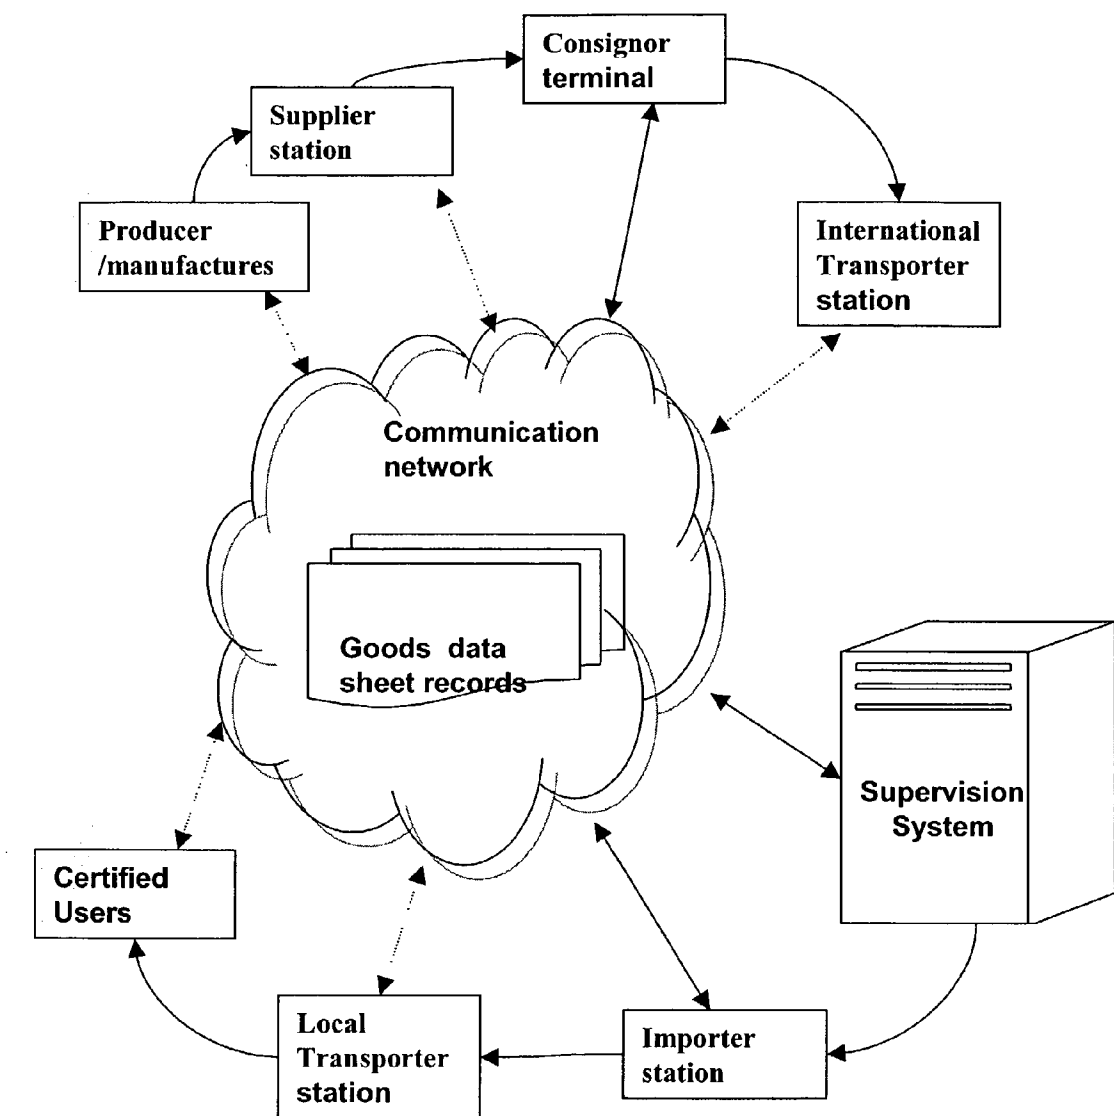 Consignor
terminal
Supplier
station
Producer
/manufactures
International
Transporter
station
Communication
network
Goods data
sheet records
Supervision
System
Certified
Users
Local
Transporter
station
Importer
station